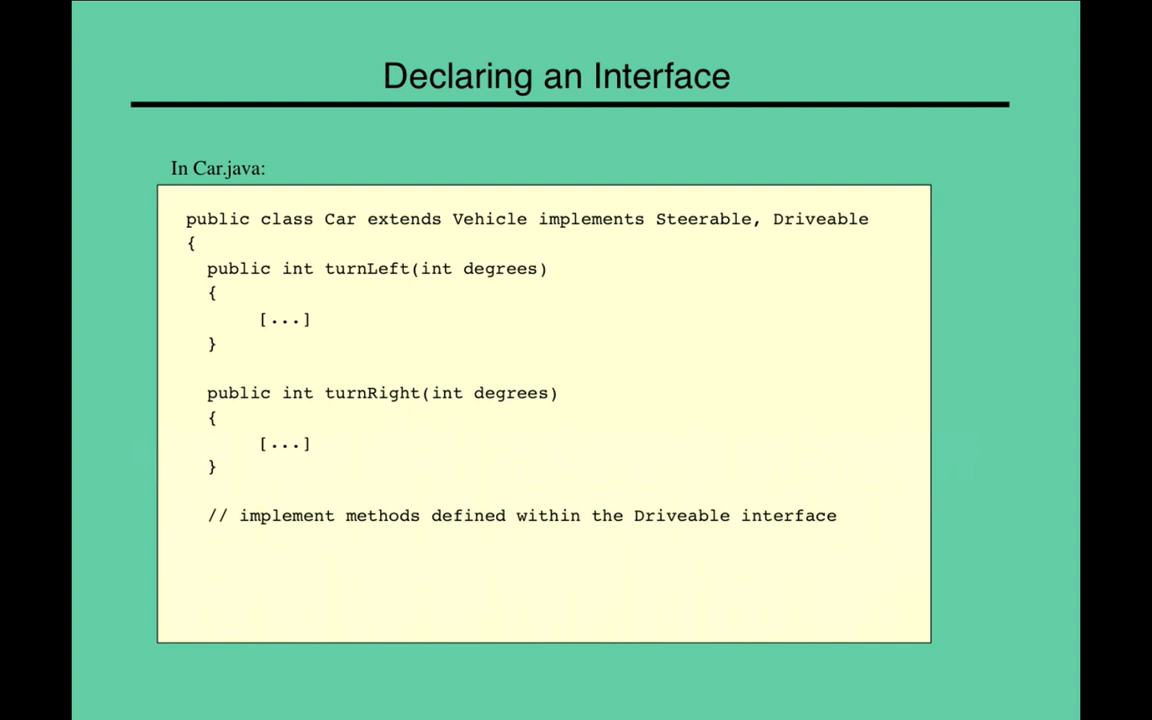 Declaring an Interface
In Car.java:
public class Car extends Vehicle implements Steerable, Driveable
{
public int turnLeft(int degrees)
{
[...]
}
public int turnRight(int degrees)
{
[...]
}
// implement methods defined within the Driveable interface